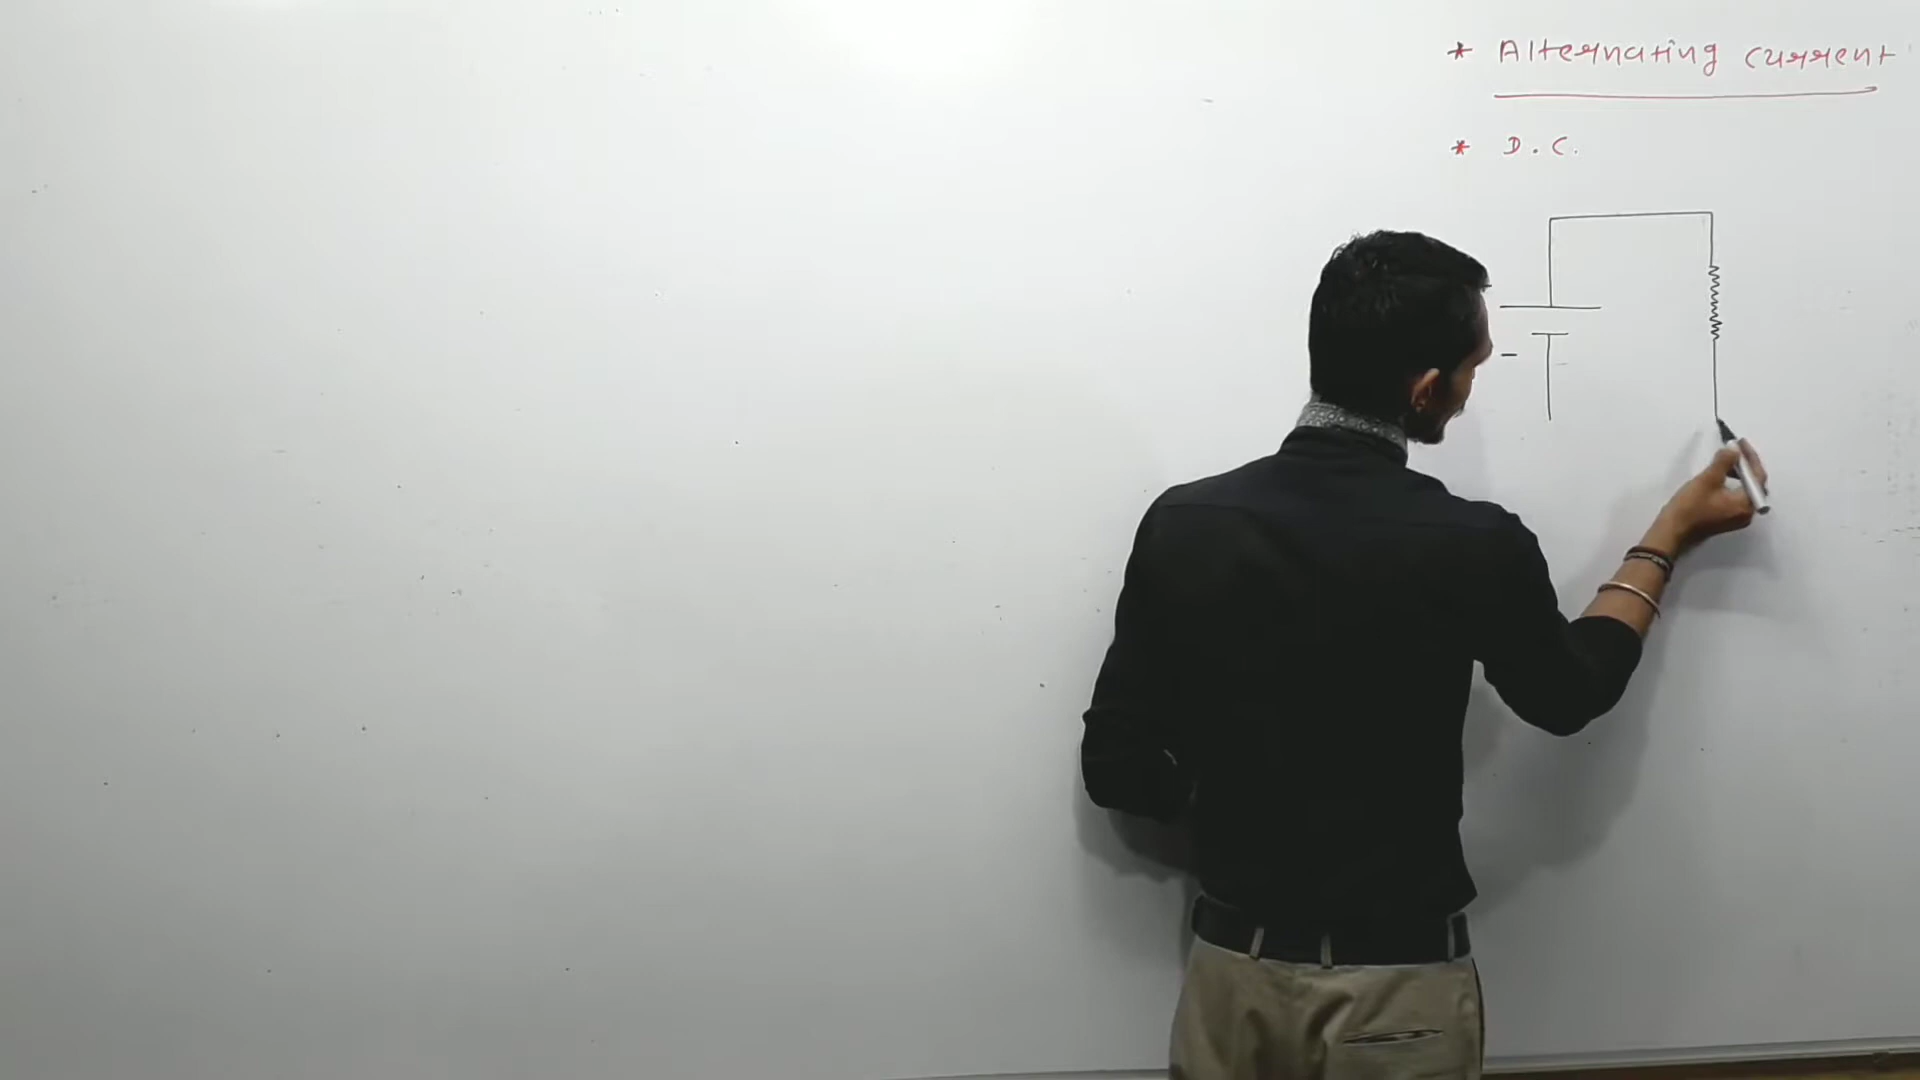 * Alternating current
* D.C.
-